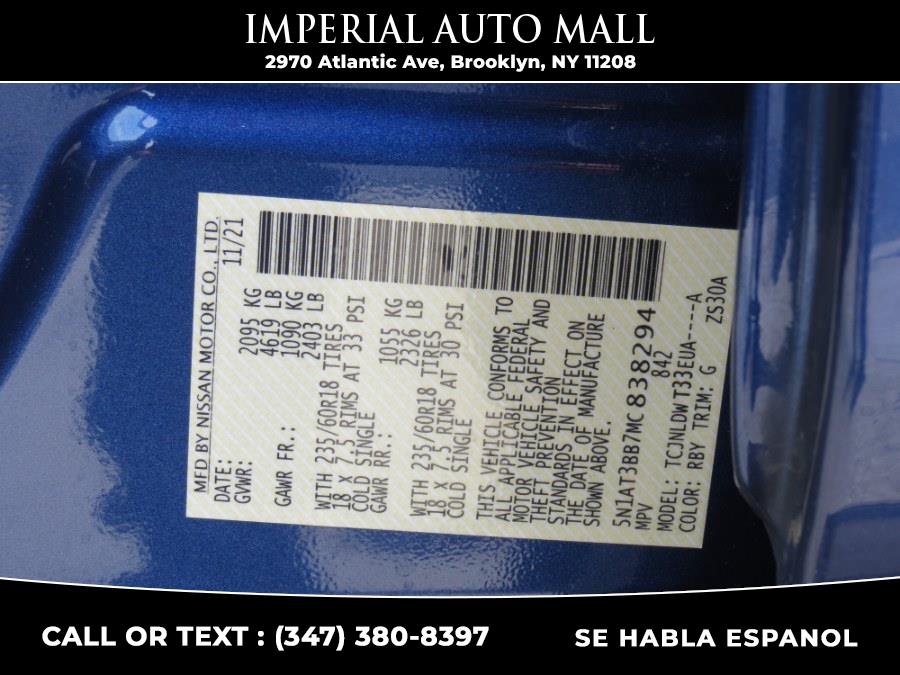 IMPERIAL AUTO MALL
2970 Atlantic Ave, Brooklyn, NY 11208
MFD BY NISSAN MOTOR CO., LTD.
DATE: 11/21
GVWR: 2095 KG
4619 LB
GAWR FR.: 1090 KG
2403 LB
WITH 235/60R18 TIRES
18 X 7.5 RIMS AT 33 PSI
COLD SINGLE
GAWR RR.: 1055 KG
2326 LB
WITH 235/60R18 TIRES
18 X 7.5 RIMS AT 30 PSI
COLD SINGLE
THIS VEHICLE CONFORMS TO
ALL APPLICABLE FEDERAL
MOTOR VEHICLE SAFETY AND
THEFT PREVENTION
STANDARDS IN EFFECT ON
THE DATE OF MANUFACTURE
SHOWN ABOVE.
5N1AT3BB7MC838294
MPV 842
MODEL: TCJNLDWT33EUA----A
COLOR: RBY TRIM: G ZS30A
CALL OR TEXT : (347) 380-8397
SE HABLA ESPANOL